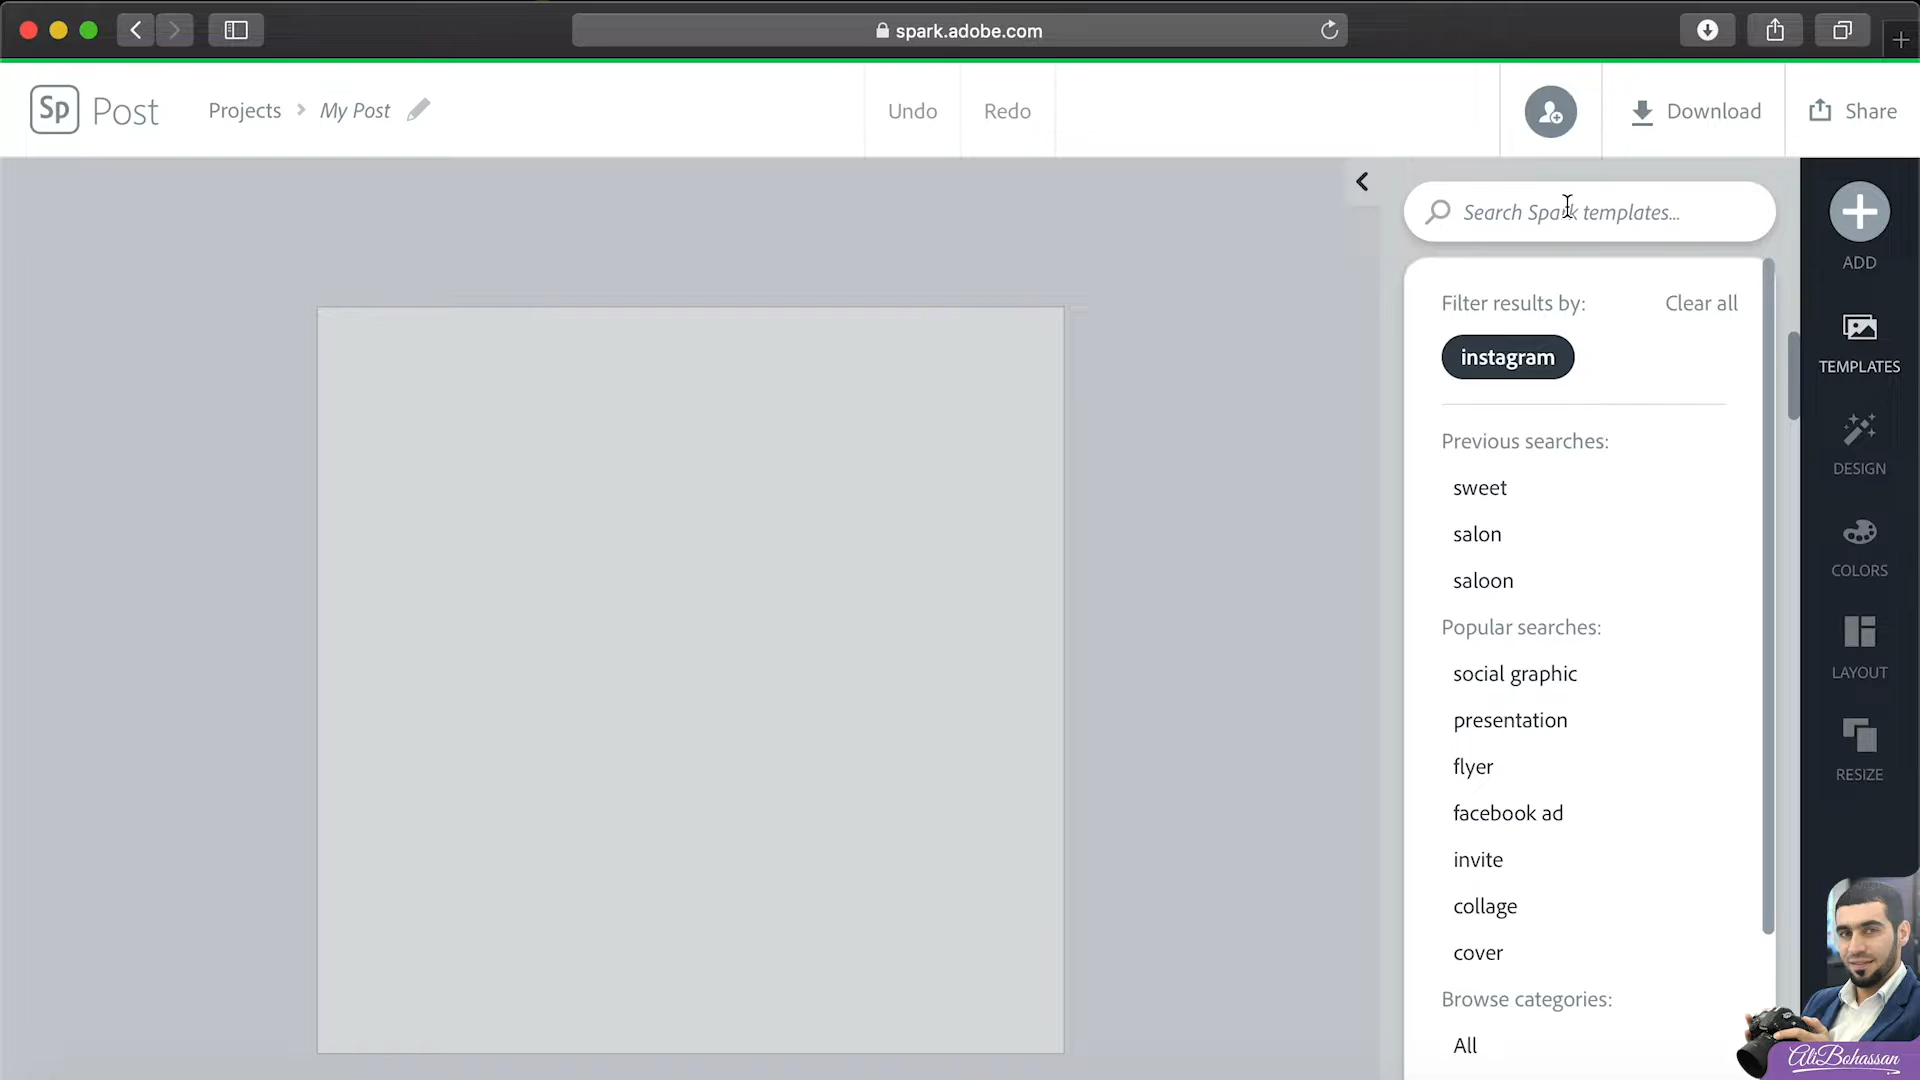 spark.adobe.com
Sp Post
Projects > My Post
Undo
Redo
Download
Share
Search Spark templates...
Filter results by:
Clear all
instagram
Previous searches:
sweet
salon
saloon
Popular searches:
social graphic
presentation
flyer
facebook ad
invite
collage
cover
Browse categories:
All
ADD
TEMPLATES
DESIGN
COLORS
LAYOUT
RESIZE
AliBohassan